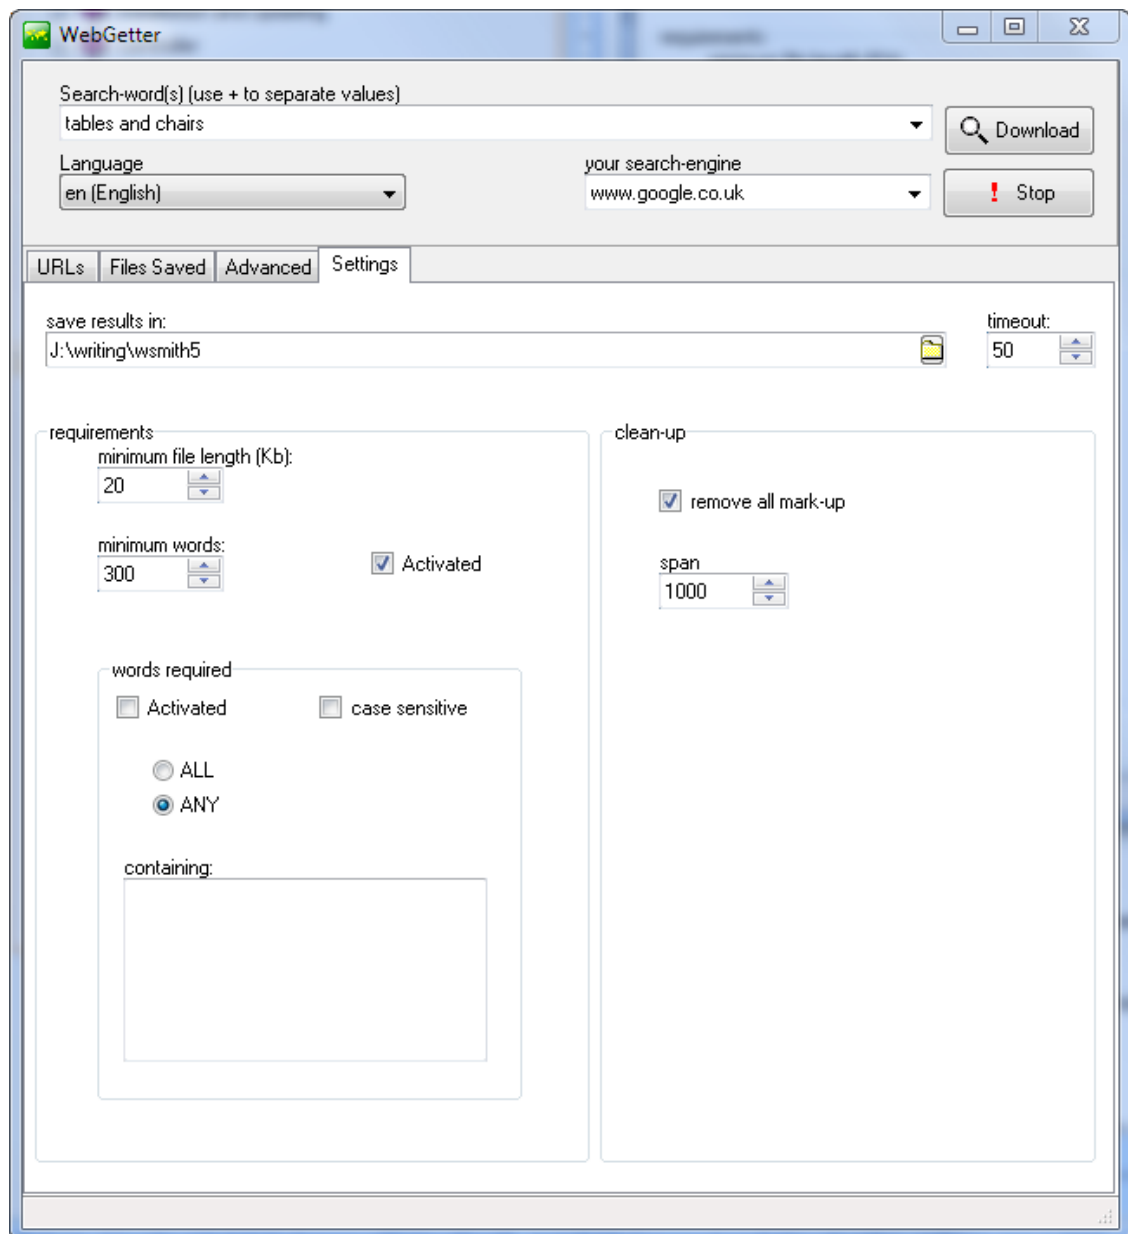 WebGetter
Search-word(s) (use + to separate values)
tables and chairs
Download
Language
your search-engine
en (English)
www.google.co.uk
! Stop
URLs Files Saved Advanced Settings
save results in:
timeout:
J:\writing\wsmith5
50
requirements
minimum file length (Kb):
20
minimum words:
300
Activated
words required
Activated
case sensitive
ALL
ANY
containing:
clean-up
remove all mark-up
span
1000